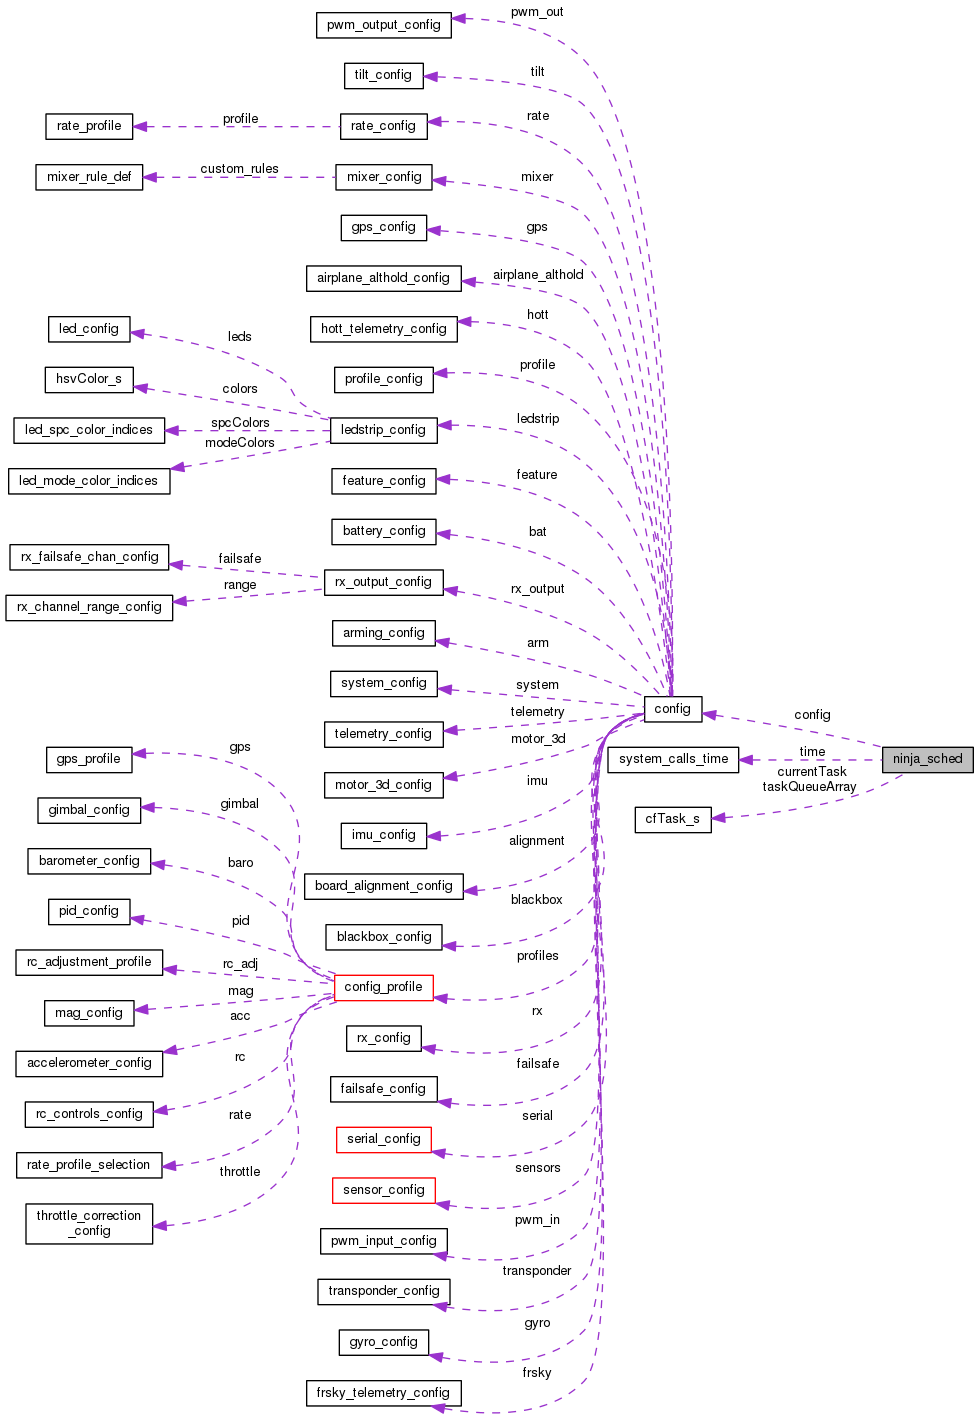 pwm_out
pwm_output_config
tilt
tilt_config
rate
profile
rate_profile
rate_config
custom_rules
mixer
mixer_rule_def
mixer_config
gps
gps_config
airplane_althold
airplane_althold_config
hott
led_config
hott_telemetry_config
leds
profile
hsvColor_s
profile_config
colors
ledstrip
spcColors
led_spc_color_indices
ledstrip_config
modeColors
feature
led_mode_color_indices
feature_config
bat
battery_config
rx_failsafe_chan_config
failsafe
rx_output_config
range
rx_output
rx_channel_range_config
arming_config
arm
system_config
system
config
telemetry
config
telemetry_config
motor_3d
gps
gps_profile
system_calls_time
time
ninja_sched
currentTask
taskQueueArray
motor_3d_config
imu
gimbal
gimbal_config
cfTask_s
imu_config
alignment
baro
barometer_config
board_alignment_config
blackbox
pid_config
pid
blackbox_config
profiles
rc_adjustment_profile
rc_adj
config_profile
mag
mag_config
acc
rx
rx_config
rc
accelerometer_config
failsafe
failsafe_config
rc_controls_config
rate
serial
serial_config
rate_profile_selection
throttle
sensors
sensor_config
throttle_correction
_config
pwm_in
pwm_input_config
transponder
transponder_config
gyro
gyro_config
frsky
frsky_telemetry_config